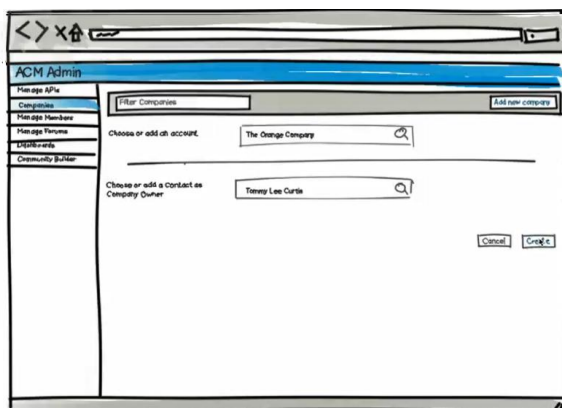 ACM Admin
Manage APIs
Companies
Manage Members
Manage Forums
Dashboards
Community Builder
Filter Companies
Add new company
Choose or add an account
The Orange Company
Choose or add a Contact as
Company Owner
Tommy Lee Curtis
Cancel
Create